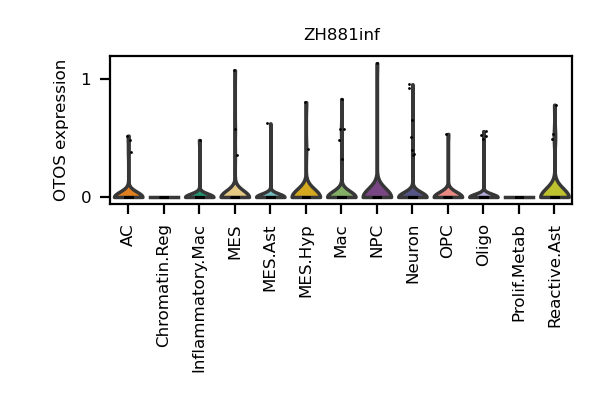 ZH881inf
OTOS expression
1
0
AC
Chromatin.Reg
Inflammatory.Mac
MES
MES.Ast
MES.Hyp
Mac
NPC
Neuron
OPC
Oligo
Prolif.Metab
Reactive.Ast